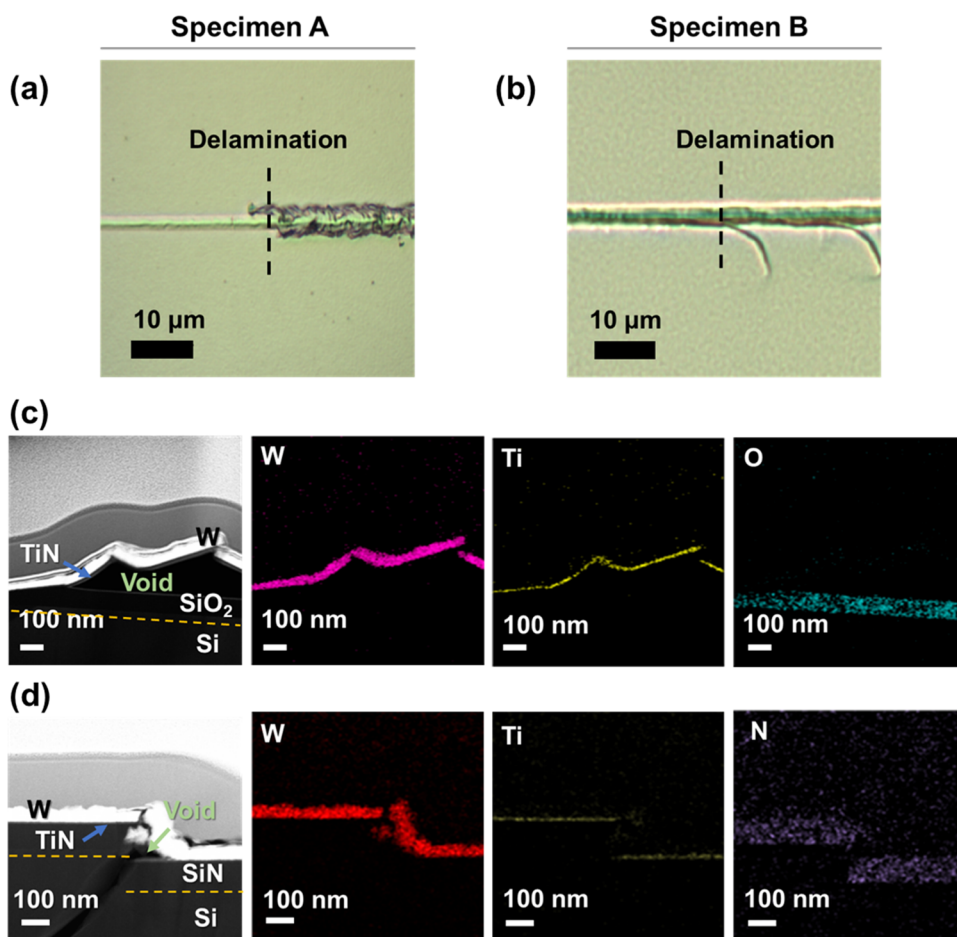 Specimen A
Specimen B
(a)
(b)
Delamination
Delamination
10 µm
10 µm
(c)
W
TiN
Void
SiO2
100 nm
Si
W
100 nm
Ti
100 nm
O
100 nm
(d)
W
Void
TiN
SiN
100 nm
Si
W
100 nm
Ti
100 nm
N
100 nm